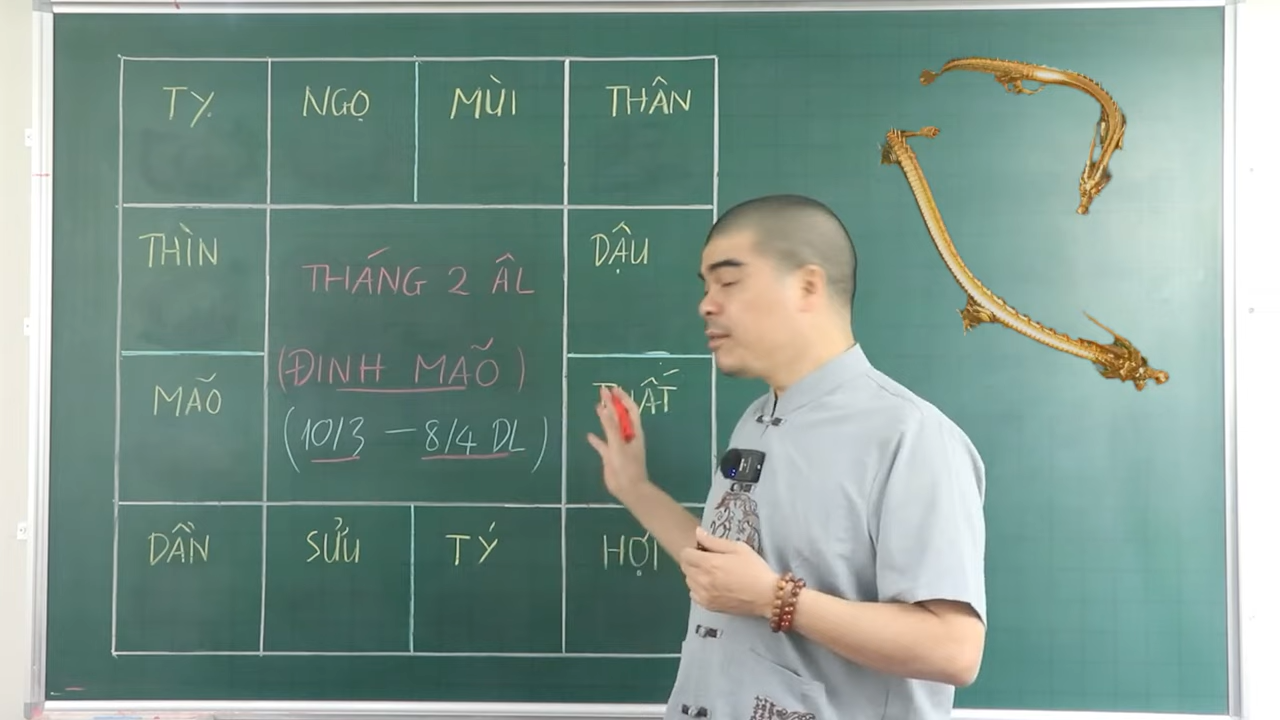 TỴ NGỌ MÙI THÂN
THÌN DẬU
THÁNG 2 ÂL
(ĐINH MÃO)
MÃO
(10/3 – 8/4 DL)
DẦN SỬU TÝ HỢI